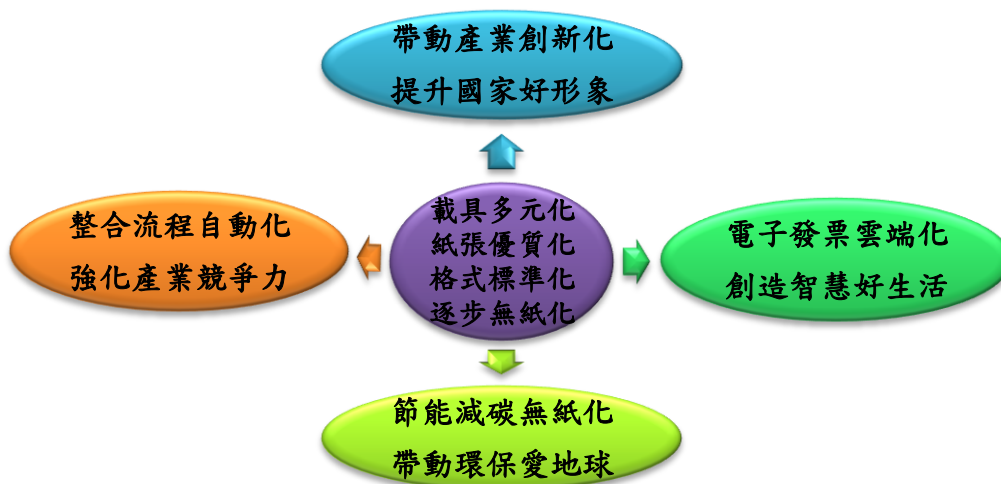 帶動產業創新化
提升國家好形象
整合流程自動化
強化產業競爭力
載具多元化
紙張優質化
格式標準化
逐步無紙化
電子發票雲端化
創造智慧好生活
節能減碳無紙化
帶動環保愛地球